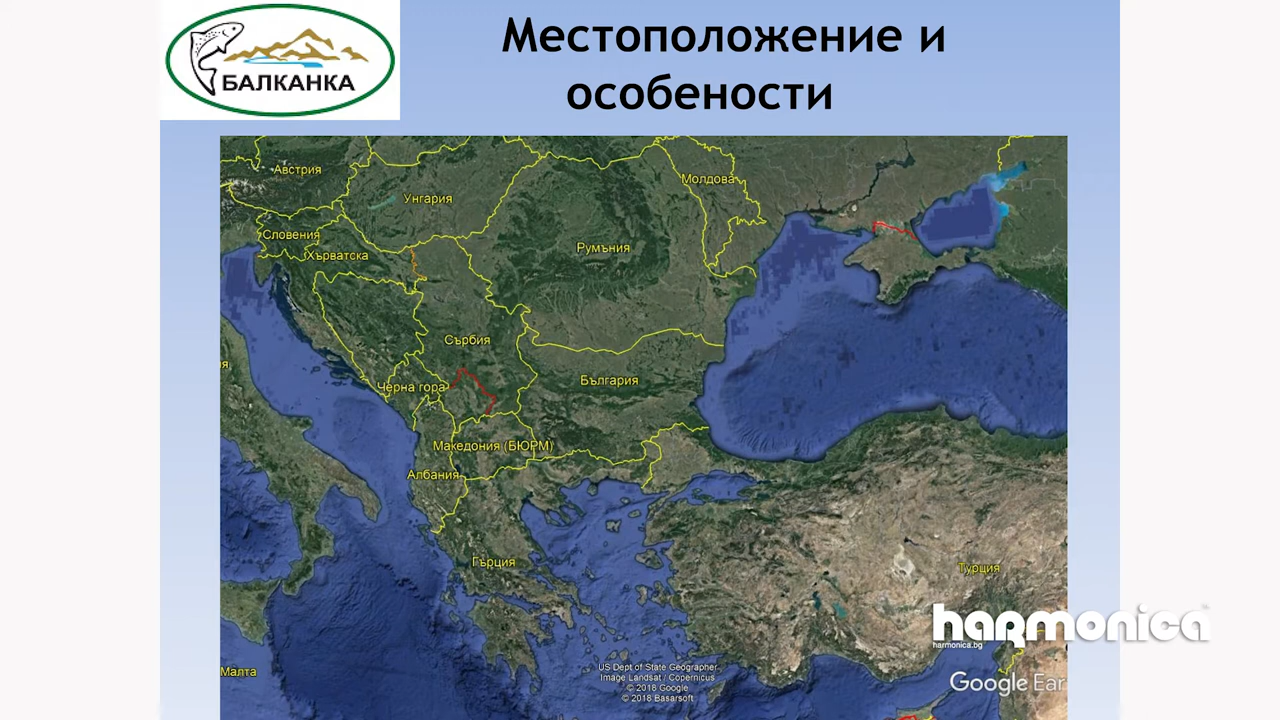 Местоположение и
особености
БАЛКАНКА
Австрия
Унгария
Молдова
Словения
Хърватска
Румъния
Сърбия
Черна гора
България
Македония (БЮРМ)
Албания
Гърция
Турция
harmonica
harmonica.bg
Малта
US Dept of State Geographer
Image Landsat / Copernicus
© 2018 Google
© 2018 Basarsoft
Google Ear